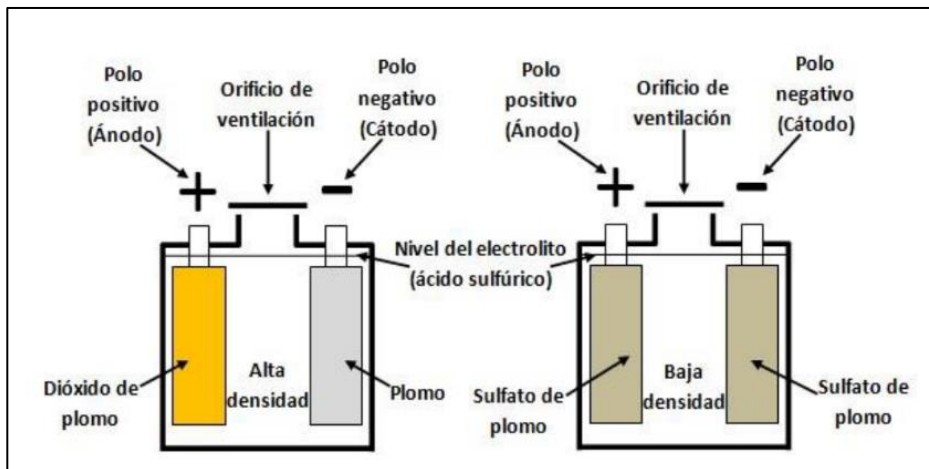 Polo
positivo
(Ánodo)
Orificio de
ventilación
Polo
negativo
(Cátodo)
+
−
Dióxido de
plomo
Alta
densidad
Plomo
Nivel del electrolito
(ácido sulfúrico)
Polo
positivo
(Ánodo)
Orificio de
ventilación
Polo
negativo
(Cátodo)
+
−
Sulfato de
plomo
Baja
densidad
Sulfato de
plomo